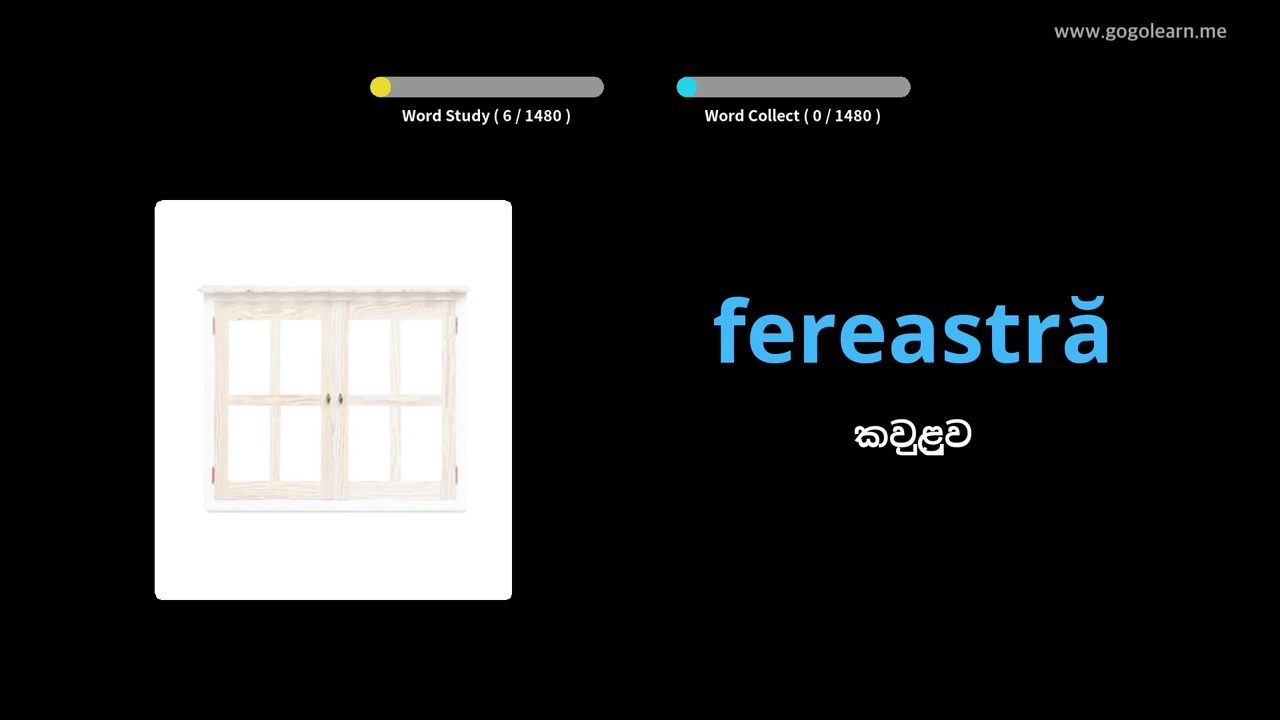 www.gogolearn.me
Word Study ( 6 / 1480 )
Word Collect ( 0 / 1480 )
fereastră
කවුළුව